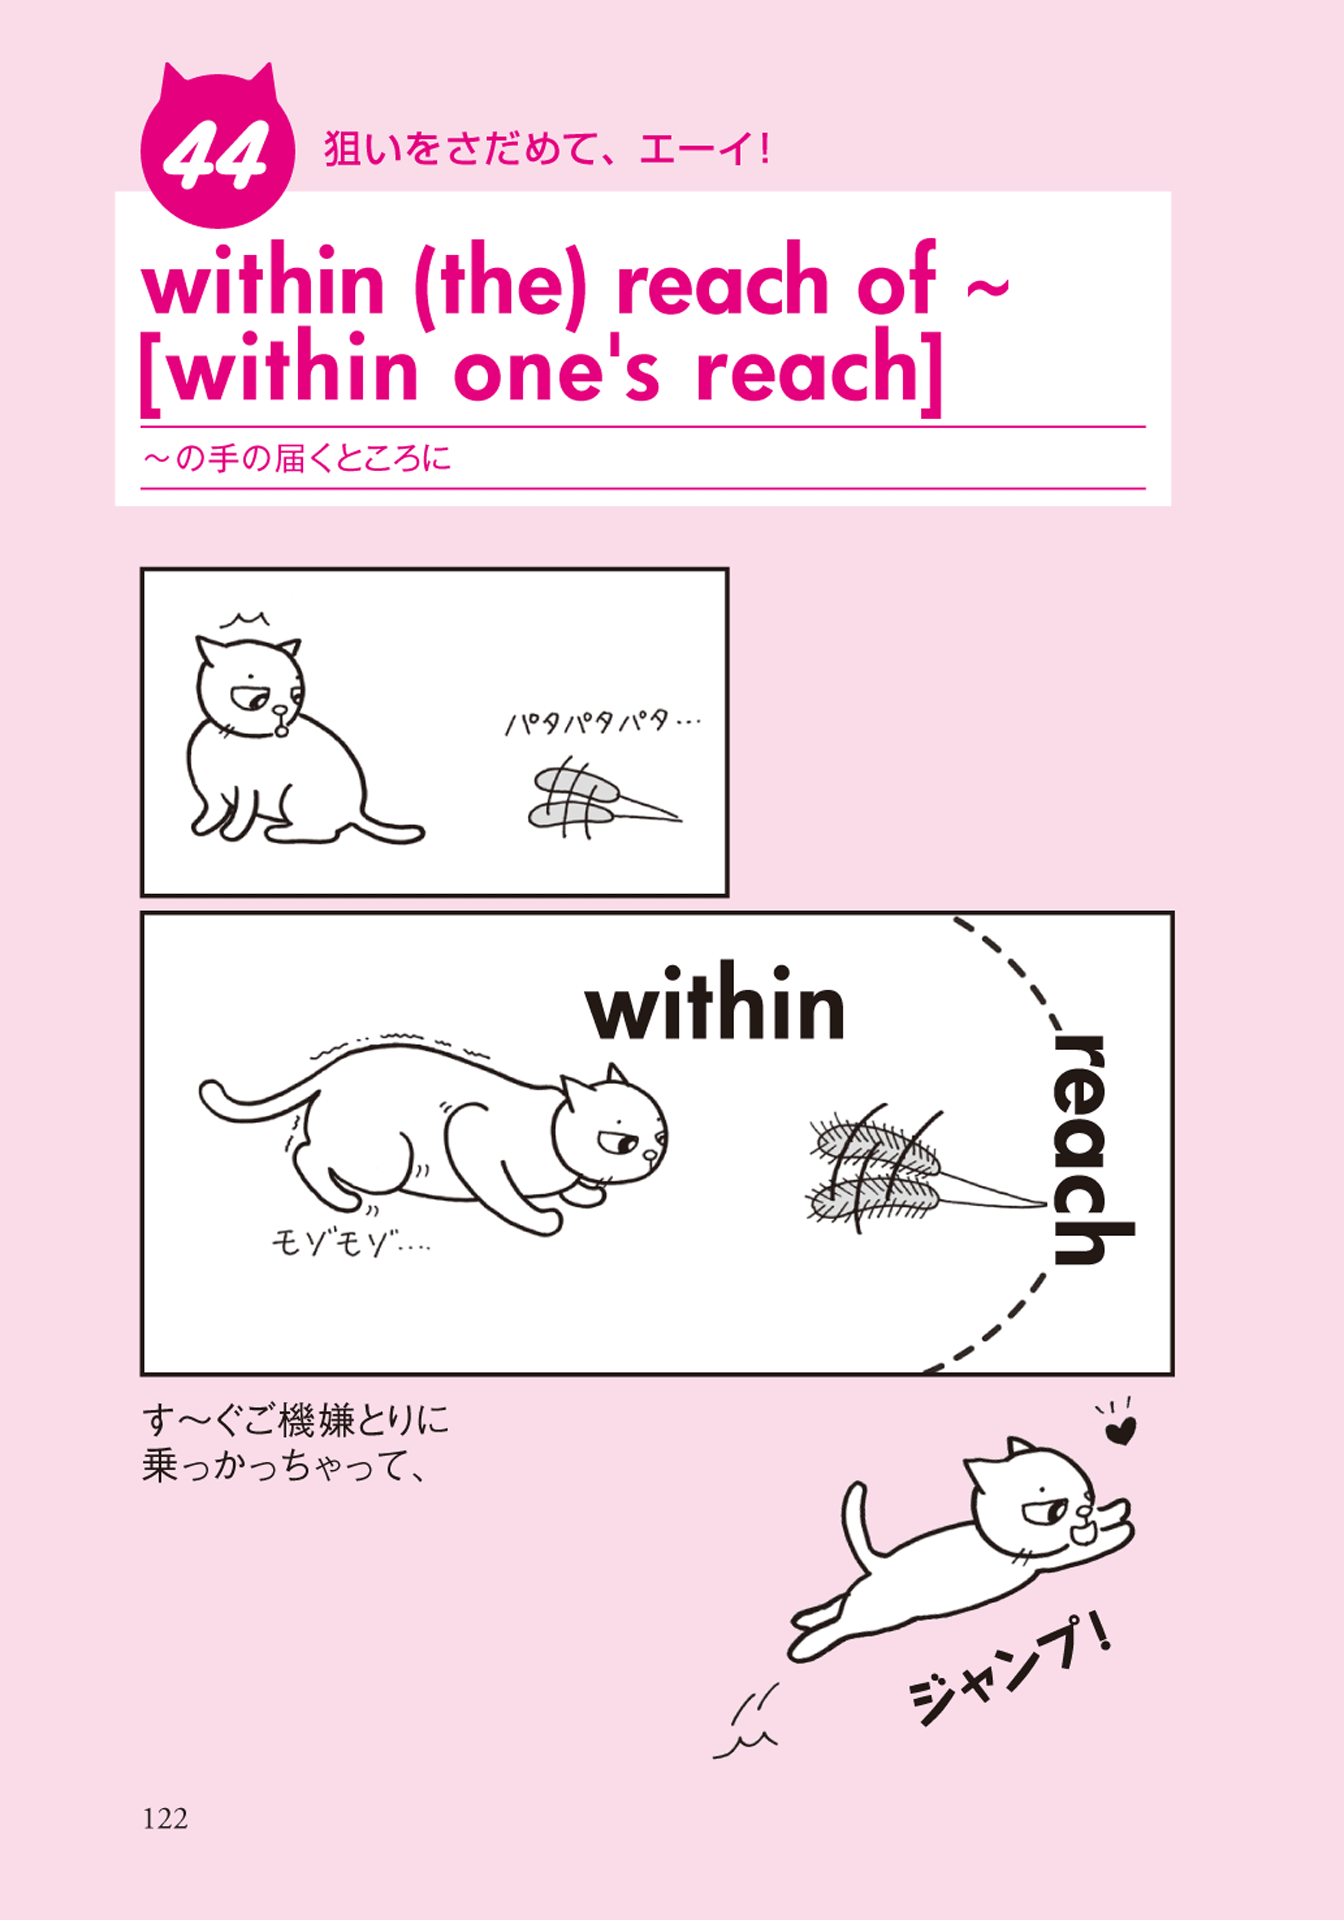 44
狙いをさだめて、エーイ!
within (the) reach of ~
[within one's reach]
～の手の届くところに
パタパタパタ…
within
reach
モゾモゾ‥‥
す～ぐご機嫌とりに
乗っかっちゃって、
ジャンプ!
122